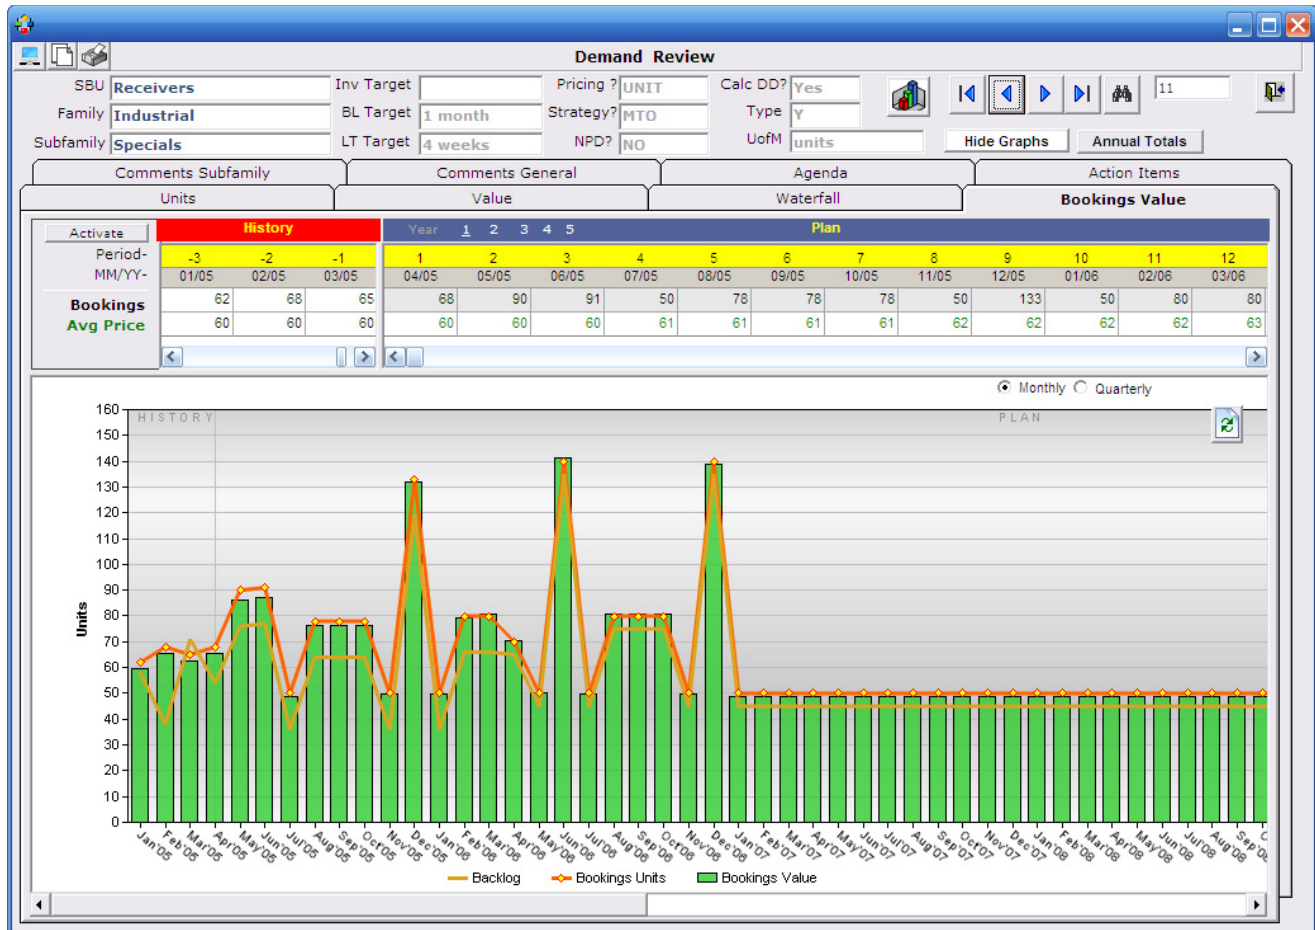 Demand Review
SBU Receivers Inv Target Pricing ? UNIT Calc DD? Yes 11
Family Industrial BL Target 1 month Strategy? MTO Type Y
Subfamily Specials LT Target 4 weeks NPD? NO UofM units Hide Graphs Annual Totals
Comments Subfamily Comments General Agenda Action Items
Units Value Waterfall Bookings Value
Activate History Year 1 2 3 4 5 Plan
Period- -3 -2 -1 1 2 3 4 5 6 7 8 9 10 11 12
MM/YY- 01/05 02/05 03/05 04/05 05/05 06/05 07/05 08/05 09/05 10/05 11/05 12/05 01/06 02/06 03/06
Bookings 62 68 65 68 90 91 50 78 78 78 50 133 50 80 80
Avg Price 60 60 60 60 60 60 61 61 61 61 62 62 62 62 63
Monthly Quarterly
HISTORY PLAN
160
150
140
130
120
110
160
90
80
70
60
50
40
30
20
10
0
Units
Jan'05 Feb'05 Mar'05 Apr'05 May'05 Jun'05 Jul'05 Aug'05 Sep'05 Oct'05 Nov'05 Dec'05 Jan'06 Feb'06 Mar'06 Apr'06 May'06 Jun'06 Jul'06 Aug'06 Sep'06 Oct'06 Nov'06 Dec'06 Jan'07 Feb'07 Mar'07 Apr'07 May'07 Jun'07 Jul'07 Aug'07 Sep'07 Oct'07 Nov'07 Dec'07 Jan'08 Feb'08 Mar'08 Apr'08 May'08 Jun'08 Jul'08 Aug'08 Sep'08
Backlog Bookings Units Bookings Value